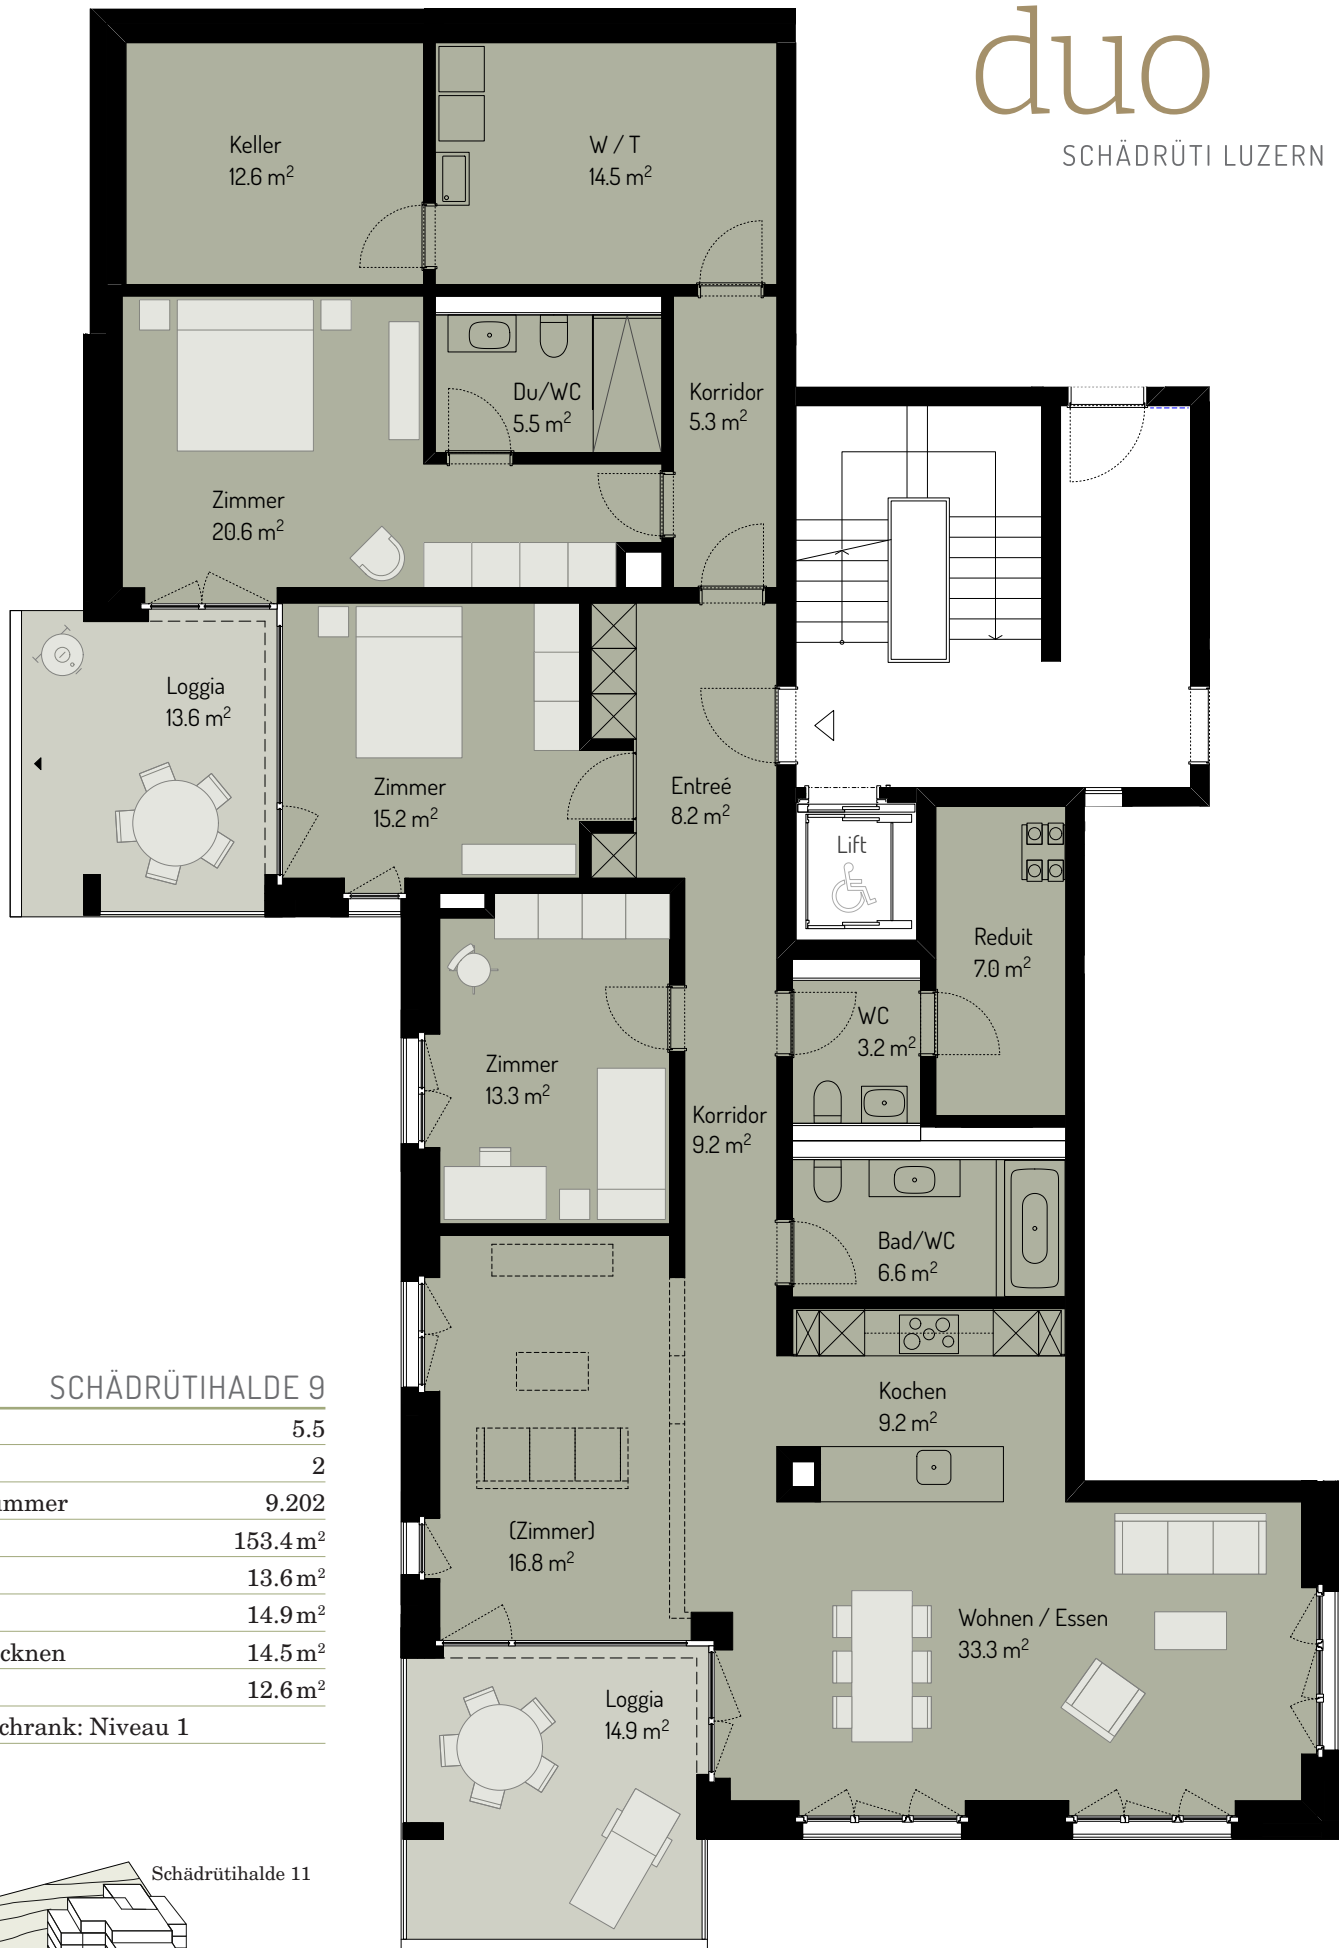 duo
SCHÄDRÜTI LUZERN
Keller
12.6 m²
W / T
14.5 m²
Du/WC
5.5 m²
Korridor
5.3 m²
Zimmer
20.6 m²
Loggia
13.6 m²
Zimmer
15.2 m²
Entreé
8.2 m²
Lift
Reduit
7.0 m²
WC
3.2 m²
Zimmer
13.3 m²
Korridor
9.2 m²
Bad/WC
6.6 m²
Kochen
9.2 m²
(Zimmer)
16.8 m²
Wohnen / Essen
33.3 m²
Loggia
14.9 m²
SCHÄDRÜTIHALDE 9
5.5
2
9.202
153.4 m²
13.6 m²
14.9 m²
14.5 m²
12.6 m²
chrank: Niveau 1
Schädrütihalde 11